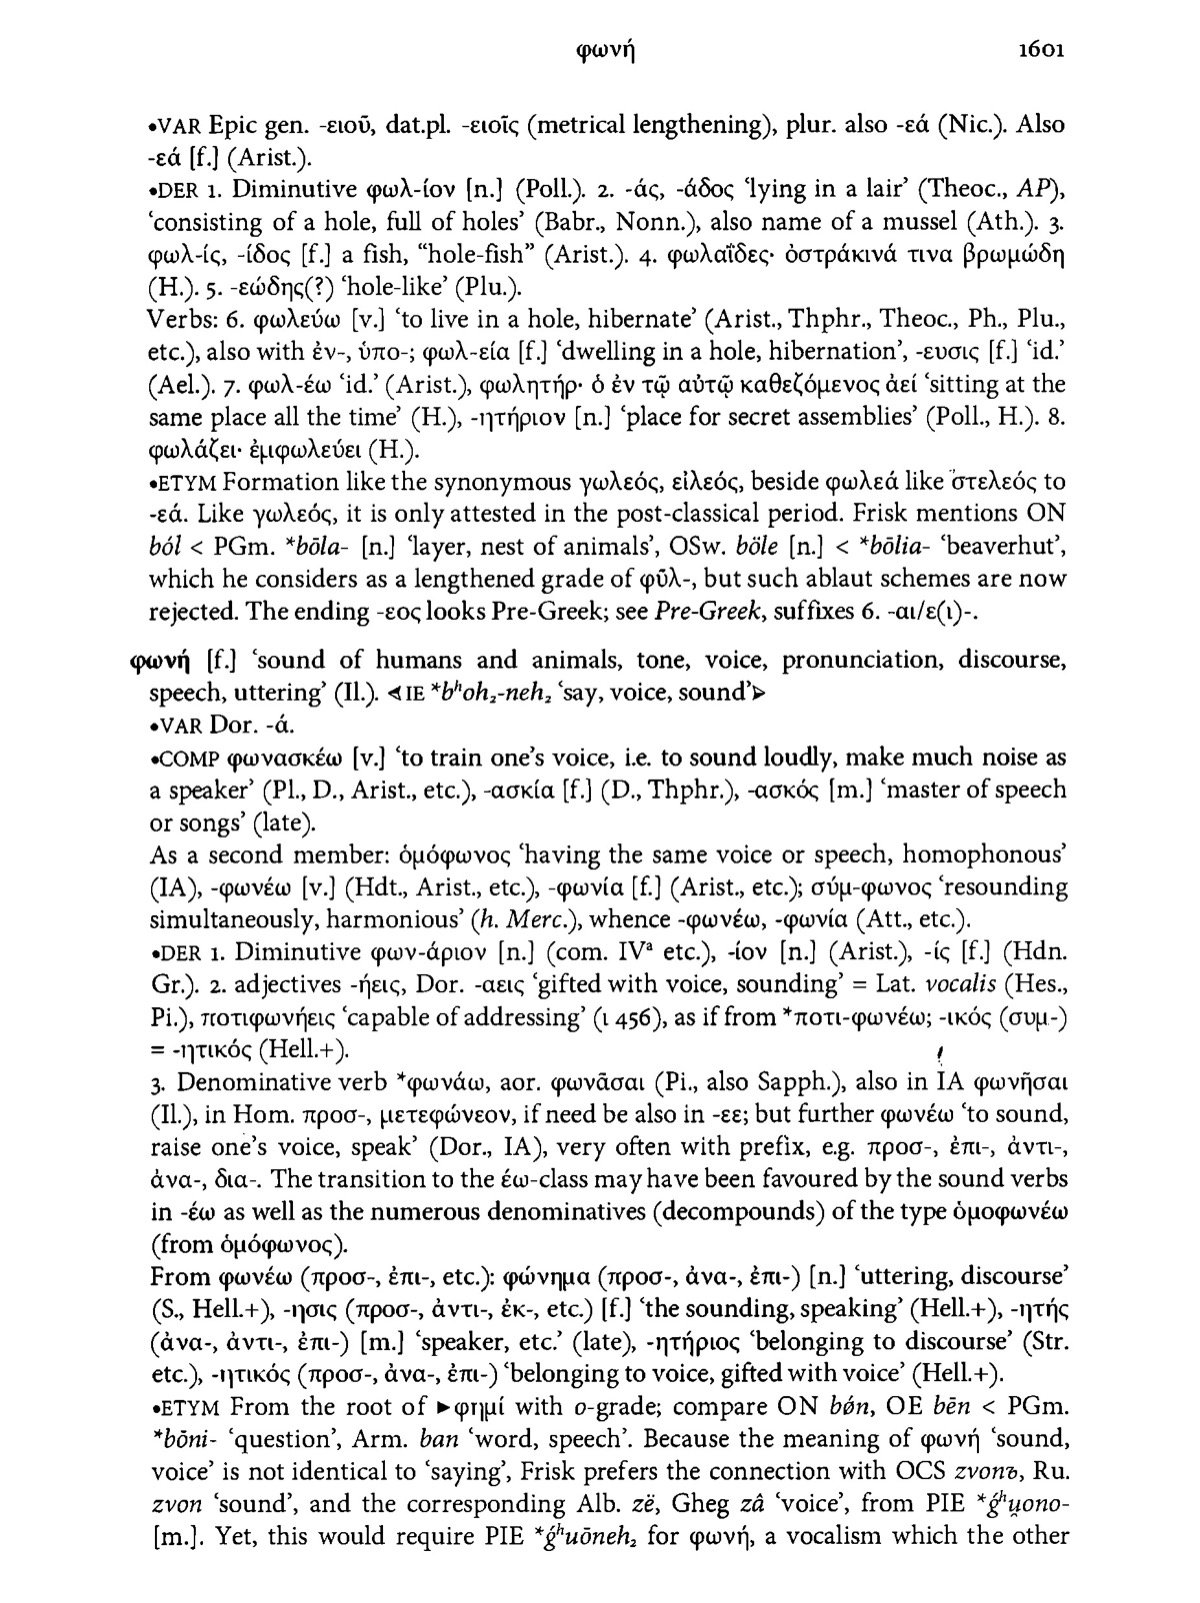 φωνή 1601
•VAR Epic gen. -ειοῦ, dat.pl. -ειοῖς (metrical lengthening), plur. also -εά (Nic.). Also
-εά [f.] (Arist.).
•DER 1. Diminutive φωλ-ίον [n.] (Poll.). 2. -άς, -άδος ‘lying in a lair’ (Theoc., AP),
‘consisting of a hole, full of holes’ (Babr., Nonn.), also name of a mussel (Ath.). 3.
φωλ-ίς, -ίδος [f.] a fish, “hole-fish” (Arist.). 4. φωλαΐδες· ὀστράκινά τινα βρωμώδη
(H.). 5. -εώδης(?) ‘hole-like’ (Plu.).
Verbs: 6. φωλεύω [v.] ‘to live in a hole, hibernate’ (Arist., Thphr., Theoc., Ph., Plu.,
etc.), also with ἐν-, ὑπο-; φωλ-εία [f.] ‘dwelling in a hole, hibernation’, -ευσις [f.] ‘id.’
(Ael.). 7. φωλ-έω ‘id.’ (Arist.), φωλητήρ· ὁ ἐν τῷ αὐτῷ καθεζόμενος ἀεί ‘sitting at the
same place all the time’ (H.), -ητήριον [n.] ‘place for secret assemblies’ (Poll., H.). 8.
φωλάζει· ἐμφωλεύει (H.).
•ETYM Formation like the synonymous γωλεός, εἰλεός, beside φωλεά like στελεός to
-εά. Like γωλεός, it is only attested in the post-classical period. Frisk mentions ON
ból < PGm. *bōla- [n.] ‘layer, nest of animals’, OSw. böle [n.] < *bōlia- ‘beaverhut’,
which he considers as a lengthened grade of φῦλ-, but such ablaut schemes are now
rejected. The ending -εος looks Pre-Greek; see Pre-Greek, suffixes 6. -αι/ε(ι)-.
φωνή [f.] ‘sound of humans and animals, tone, voice, pronunciation, discourse,
speech, uttering’ (Il.). ⊲ IE *bʰoh₂-neh₂ ‘say, voice, sound’⊳
•VAR Dor. -ά.
•COMP φωνασκέω [v.] ‘to train one’s voice, i.e. to sound loudly, make much noise as
a speaker’ (Pl., D., Arist., etc.), -ασκία [f.] (D., Thphr.), -ασκός [m.] ‘master of speech
or songs’ (late).
As a second member: ὁμόφωνος ‘having the same voice or speech, homophonous’
(IA), -φωνέω [v.] (Hdt., Arist., etc.), -φωνία [f.] (Arist., etc.); σύμ-φωνος ‘resounding
simultaneously, harmonious’ (h. Merc.), whence -φωνέω, -φωνία (Att., etc.).
•DER 1. Diminutive φων-άριον [n.] (com. IVᵃ etc.), -ίον [n.] (Arist.), -ίς [f.] (Hdn.
Gr.). 2. adjectives -ήεις, Dor. -αεις ‘gifted with voice, sounding’ = Lat. vocalis (Hes.,
Pi.), ποτιφωνήεις ‘capable of addressing’ (ι 456), as if from *ποτι-φωνέω; -ικός (συμ-)
= -ητικός (Hell.+).
3. Denominative verb *φωνάω, aor. φωνᾶσαι (Pi., also Sapph.), also in IA φωνῆσαι
(Il.), in Hom. προσ-, μετεφώνεον, if need be also in -εε; but further φωνέω ‘to sound,
raise one’s voice, speak’ (Dor., IA), very often with prefix, e.g. προσ-, ἐπι-, ἀντι-,
ἀνα-, δια-. The transition to the έω-class may have been favoured by the sound verbs
in -έω as well as the numerous denominatives (decompounds) of the type ὁμοφωνέω
(from ὁμόφωνος).
From φωνέω (προσ-, ἐπι-, etc.): φώνημα (προσ-, ἀνα-, ἐπι-) [n.] ‘uttering, discourse’
(S., Hell.+), -ησις (προσ-, ἀντι-, ἐκ-, etc.) [f.] ‘the sounding, speaking’ (Hell.+), -ητής
(ἀνα-, ἀντι-, ἐπι-) [m.] ‘speaker, etc.’ (late), -ητήριος ‘belonging to discourse’ (Str.
etc.), -ητικός (προσ-, ἀνα-, ἐπι-) ‘belonging to voice, gifted with voice’ (Hell.+).
•ETYM From the root of ►φημί with o-grade; compare ON bǿn, OE bēn < PGm.
*bōni- ‘question’, Arm. ban ‘word, speech’. Because the meaning of φωνή ‘sound,
voice’ is not identical to ‘saying’, Frisk prefers the connection with OCS zvonъ, Ru.
zvon ‘sound’, and the corresponding Alb. zë, Gheg zâ ‘voice’, from PIE *ǵʰu̯ono-
[m.]. Yet, this would require PIE *ǵʰuōneh₂ for φωνή, a vocalism which the other